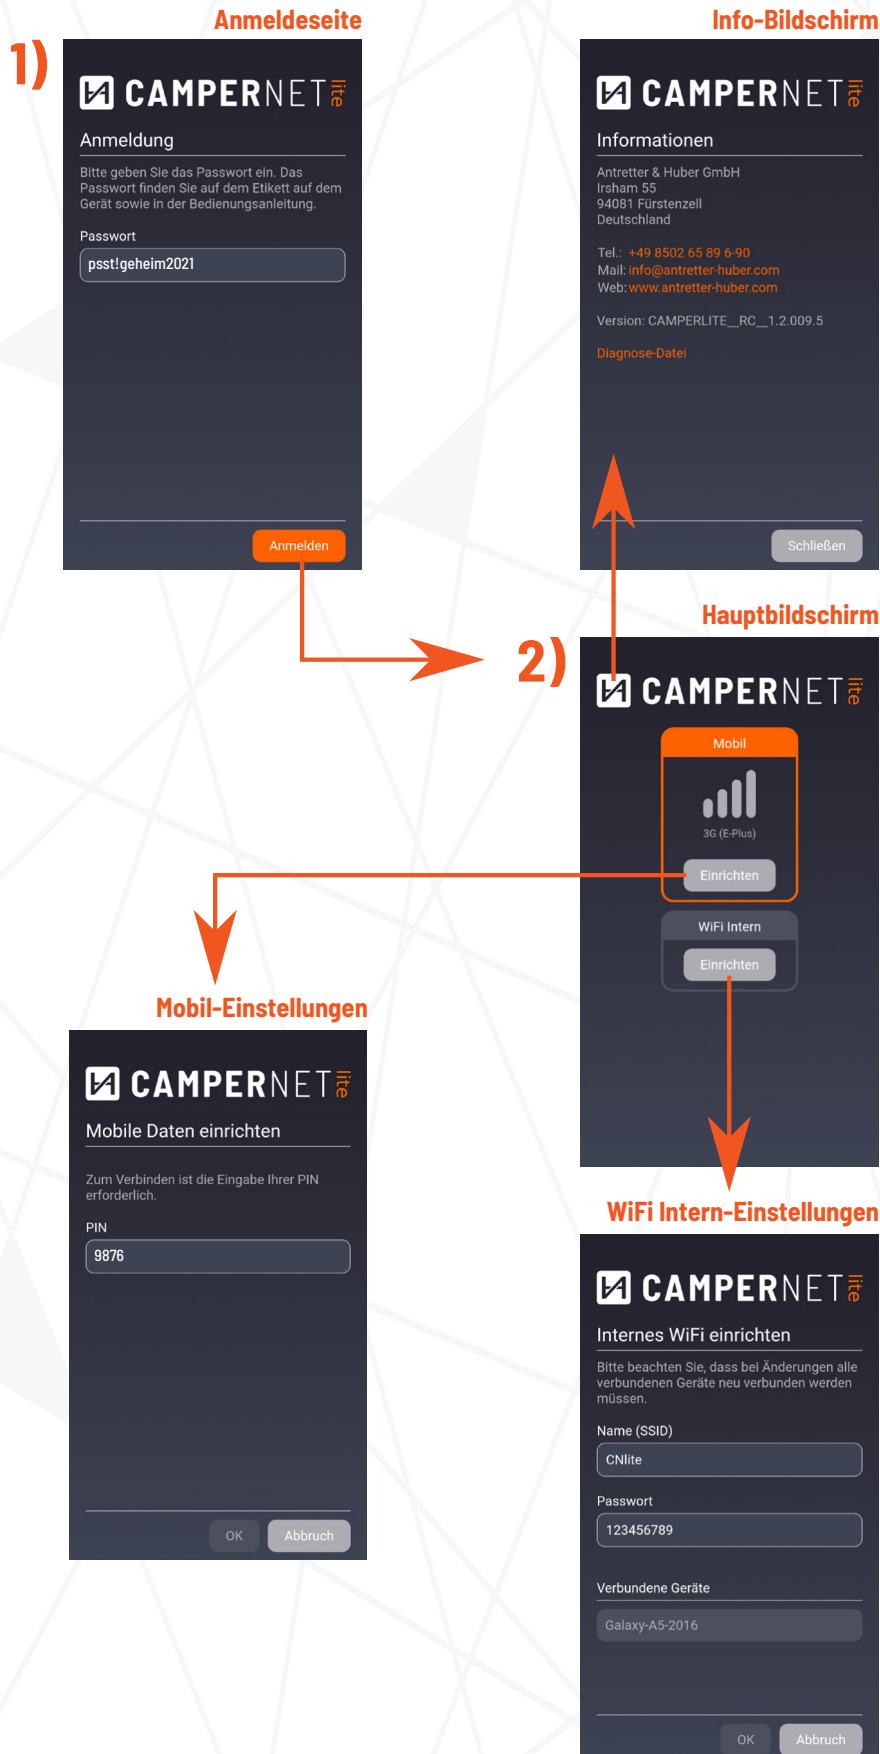 Anmeldeseite
1)
CAMPERNET lite
Anmeldung
Bitte geben Sie das Passwort ein. Das
Passwort finden Sie auf dem Etikett auf dem
Gerät sowie in der Bedienungsanleitung.
Passwort
psst!geheim2021
Anmelden
Info-Bildschirm
CAMPERNET lite
Informationen
Antretter & Huber GmbH
Irsham 55
94081 Fürstenzell
Deutschland
Tel.: +49 8502 65 89 6-90
Mail: info@antretter-huber.com
Web: www.antretter-huber.com
Version: CAMPERLITE__RC__1.2.009.5
Diagnose-Datei
Schließen
Hauptbildschirm
2)
CAMPERNET lite
Mobil
3G (E-Plus)
Einrichten
WiFi Intern
Einrichten
Mobil-Einstellungen
CAMPERNET lite
Mobile Daten einrichten
Zum Verbinden ist die Eingabe Ihrer PIN
erforderlich.
PIN
9876
OK Abbruch
WiFi Intern-Einstellungen
CAMPERNET lite
Internes WiFi einrichten
Bitte beachten Sie, dass bei Änderungen alle
verbundenen Geräte neu verbunden werden
müssen.
Name (SSID)
CNlite
Passwort
123456789
Verbundene Geräte
Galaxy-A5-2016
OK Abbruch